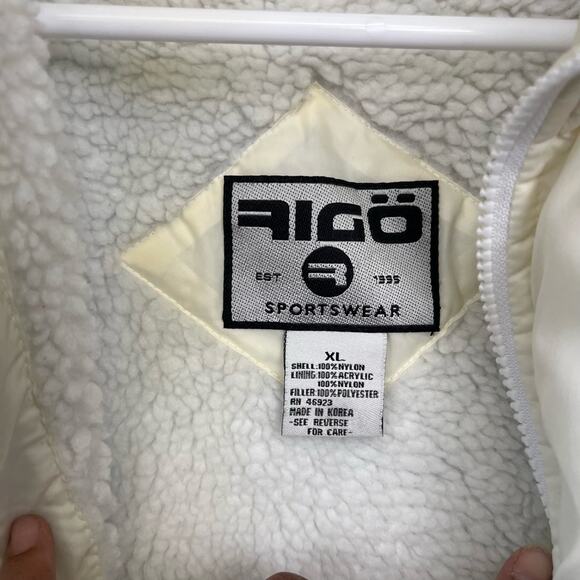 RIGÖ
EST R 1995
SPORTSWEAR
XL
SHELL:100%NYLON
LINING:100%ACRYLIC
100%NYLON
FILLER:100%POLYESTER
RN 46923
MADE IN KOREA
-SEE REVERSE
FOR CARE-